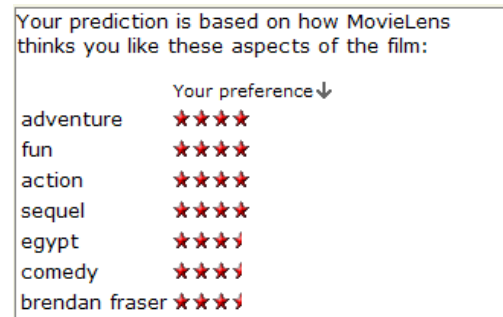 Your prediction is based on how MovieLens
thinks you like these aspects of the film:
Your preference↓
adventure ★★★★
fun ★★★★
action ★★★★
sequel ★★★★
egypt ★★★⯨
comedy ★★★⯨
brendan fraser ★★★⯨